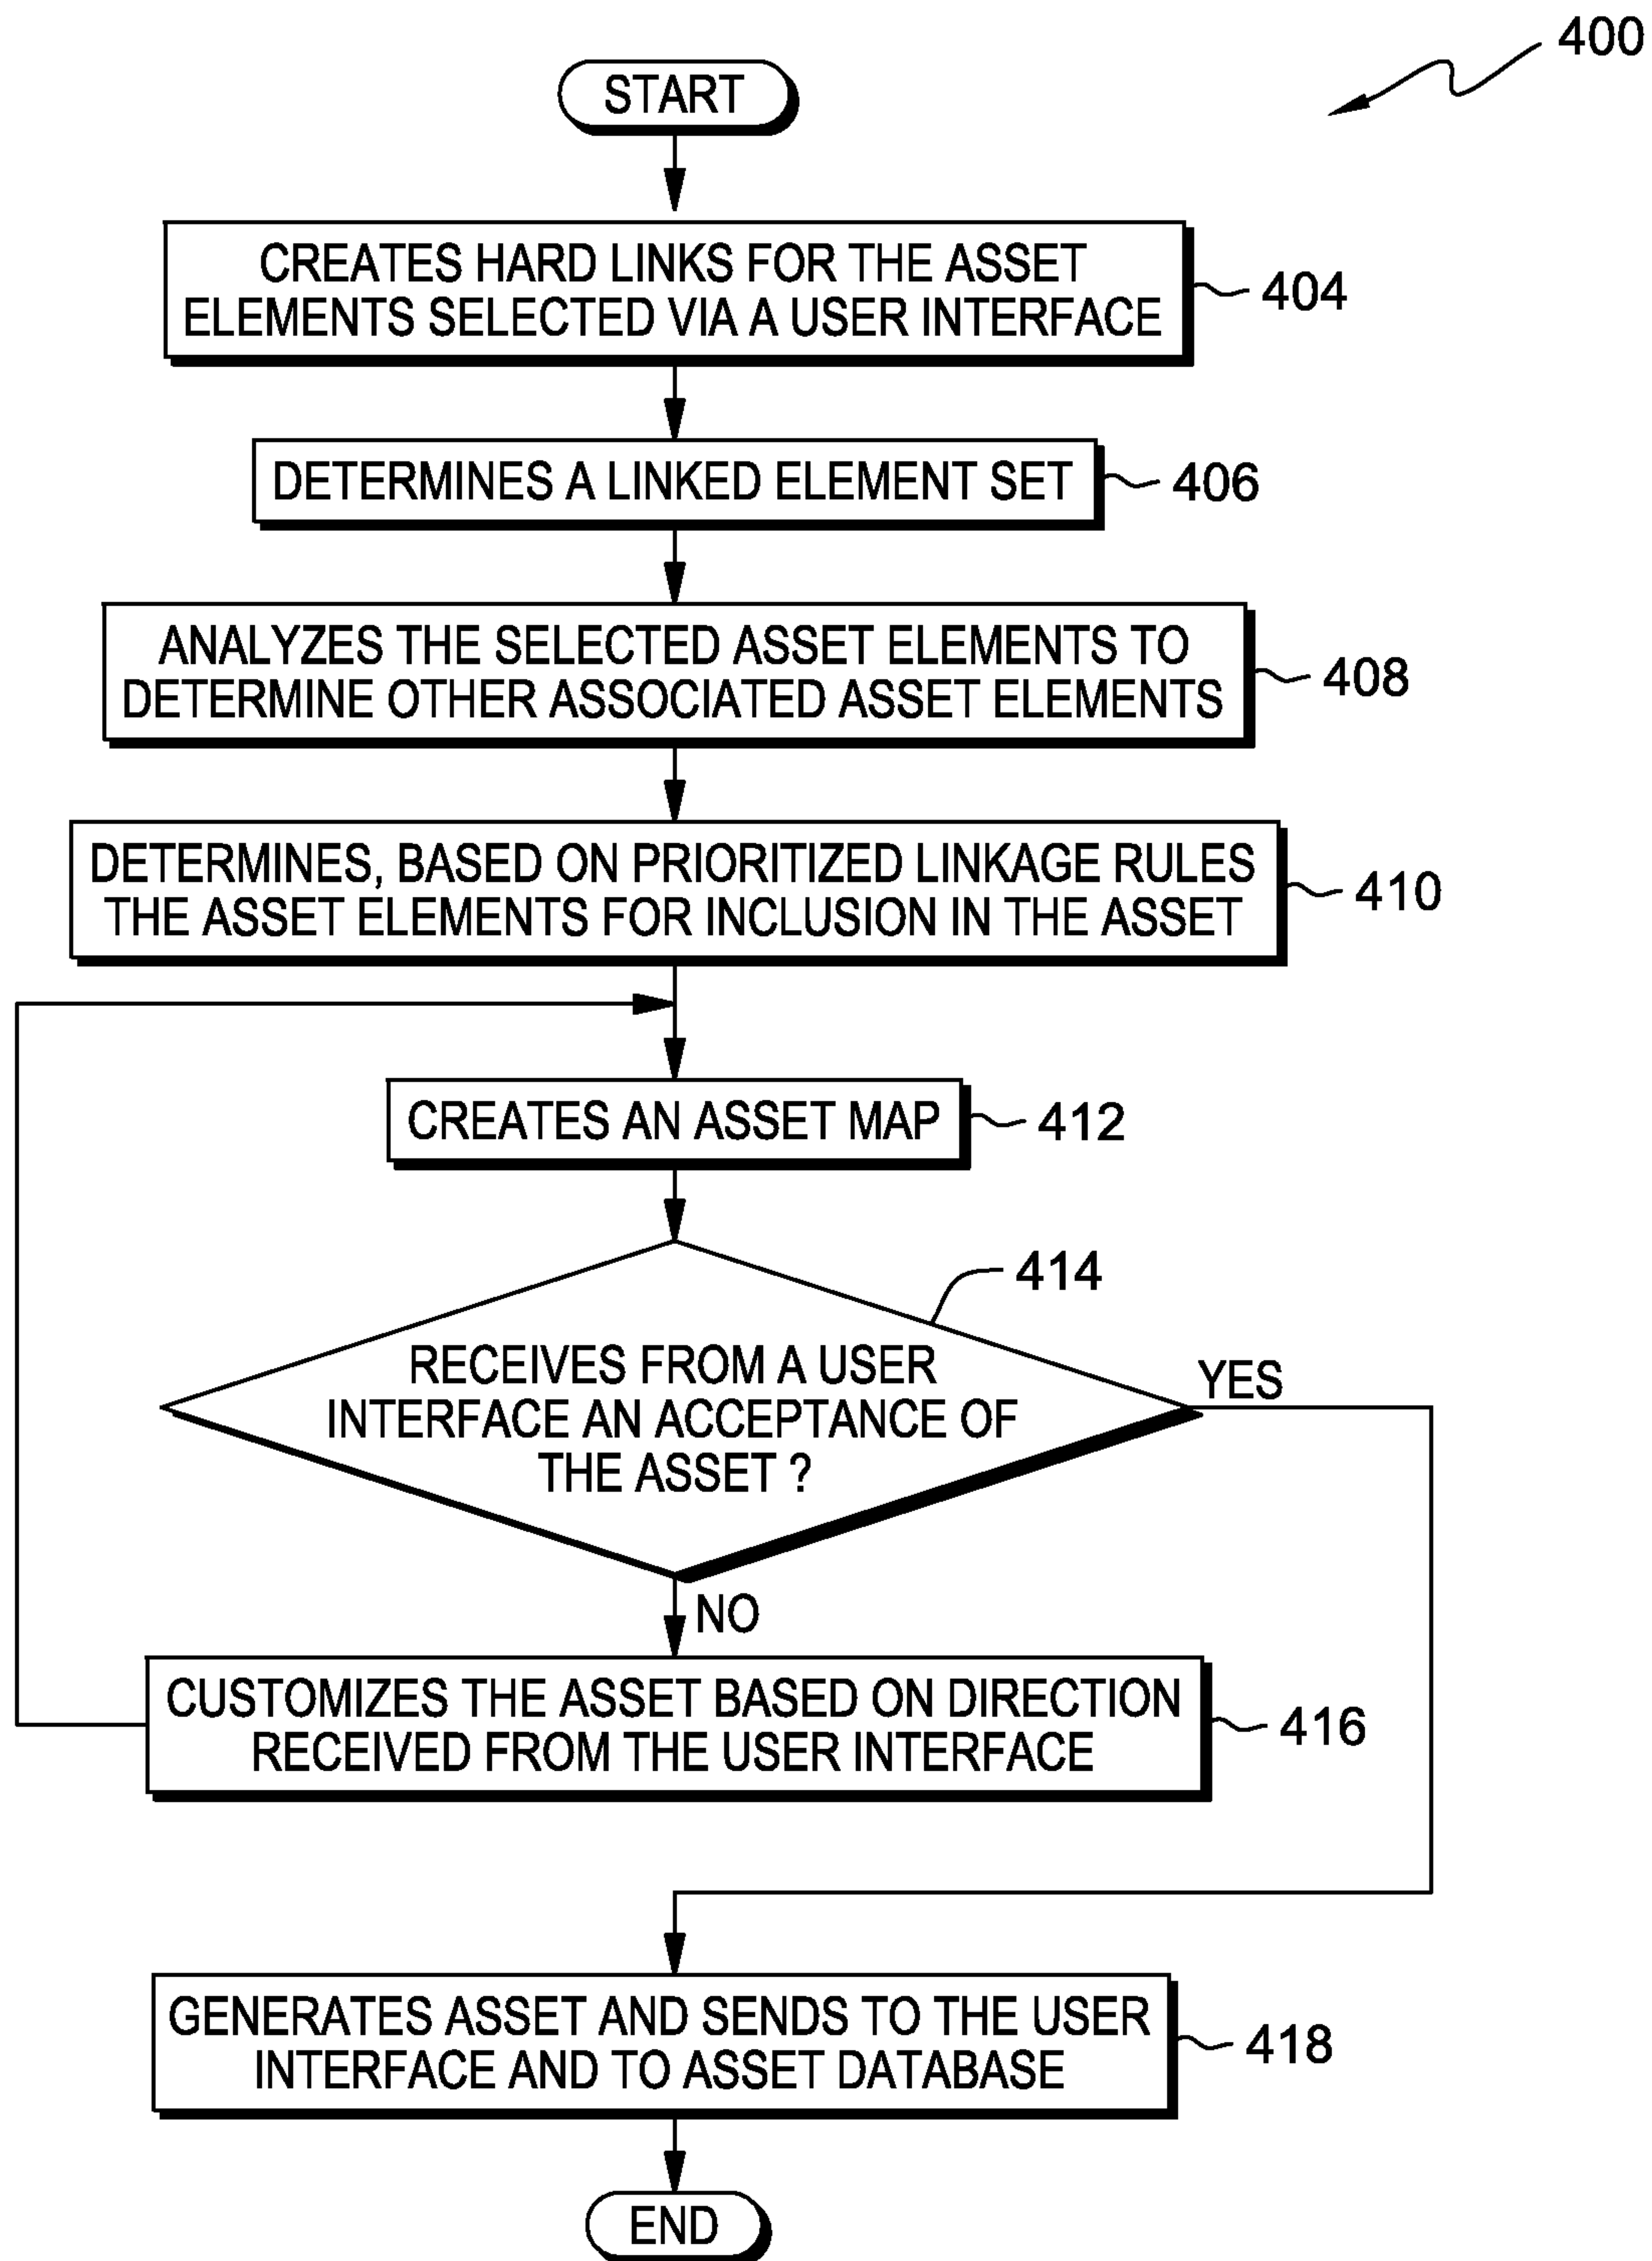 400
START
CREATES HARD LINKS FOR THE ASSET
ELEMENTS SELECTED VIA A USER INTERFACE
404
DETERMINES A LINKED ELEMENT SET
406
ANALYZES THE SELECTED ASSET ELEMENTS TO
DETERMINE OTHER ASSOCIATED ASSET ELEMENTS
408
DETERMINES, BASED ON PRIORITIZED LINKAGE RULES
THE ASSET ELEMENTS FOR INCLUSION IN THE ASSET
410
CREATES AN ASSET MAP
412
414
RECEIVES FROM A USER
INTERFACE AN ACCEPTANCE OF
THE ASSET ?
YES
NO
CUSTOMIZES THE ASSET BASED ON DIRECTION
RECEIVED FROM THE USER INTERFACE
416
GENERATES ASSET AND SENDS TO THE USER
INTERFACE AND TO ASSET DATABASE
418
END